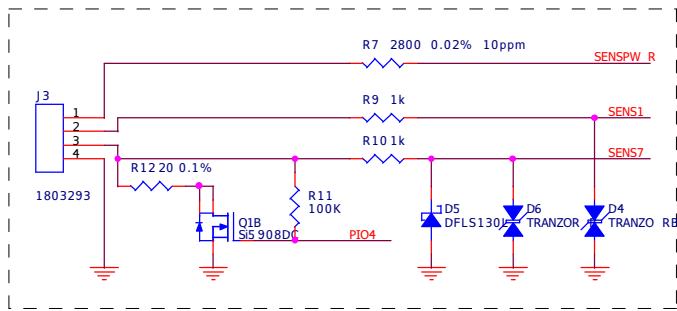 R7 2800 0.02% 10ppm
SENSPW_R
J3
1
R9 1k
SENS1
2
3
R10 1k
SENS7
4
R12 20 0.1%
R11
100K
1803293
Q1B
Si5908DC
PIO4
D5
DFLS130L
D6
TRANZOR
D4
TRANZO RB